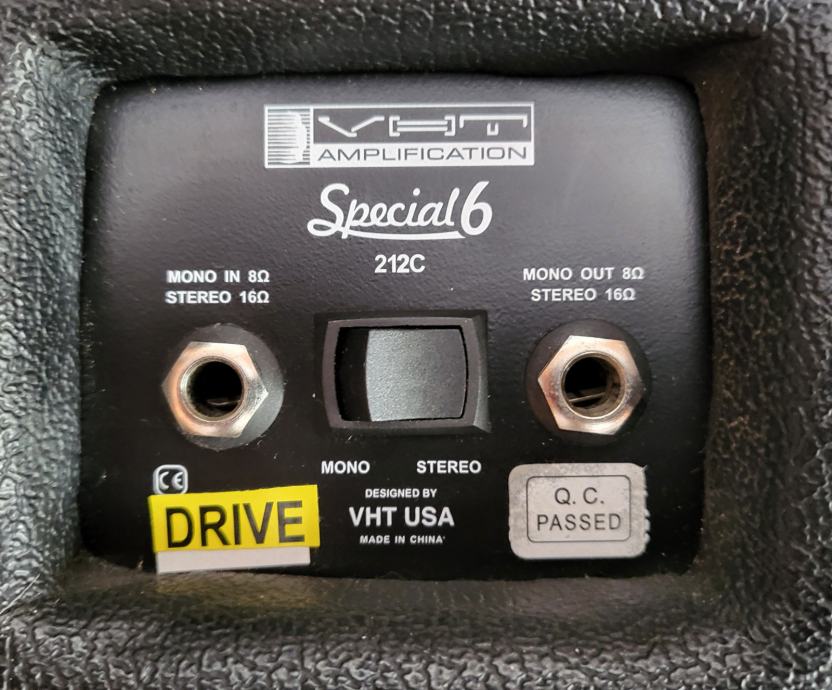 VHT
AMPLIFICATION
Special 6
212C
MONO IN 8Ω
STEREO 16Ω
MONO OUT 8Ω
STEREO 16Ω
MONO
STEREO
CE
DRIVE
DESIGNED BY
VHT USA
MADE IN CHINA
Q.C.
PASSED